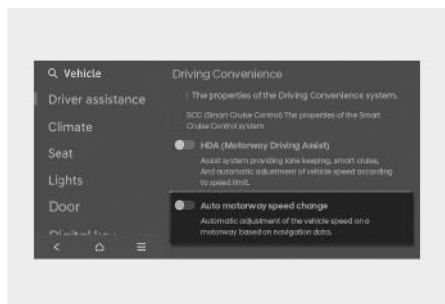 Vehicle
Driver assistance
Climate
Seat
Lights
Door
Digital key
Driving Convenience
! The properties of the Driving Convenience system.
SCC (Smart Cruise Control) The properties of the Smart
Cruise Control system
HDA (Motorway Driving Assist)
Assist system providing lane keeping, smart cruise,
And automatic adjustment of vehicle speed according
to speed limit.
Auto motorway speed change
Automatic adjustment of the vehicle speed on a
motorway based on navigation data.